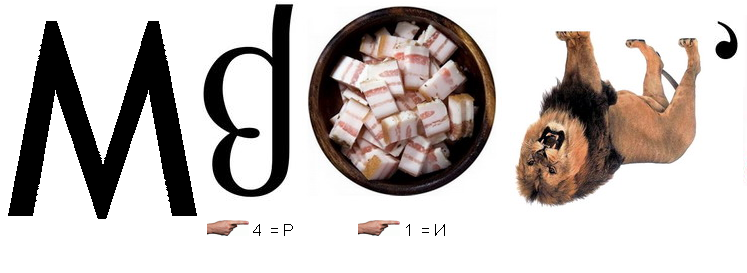 М ‘
4 = Р 1 = И